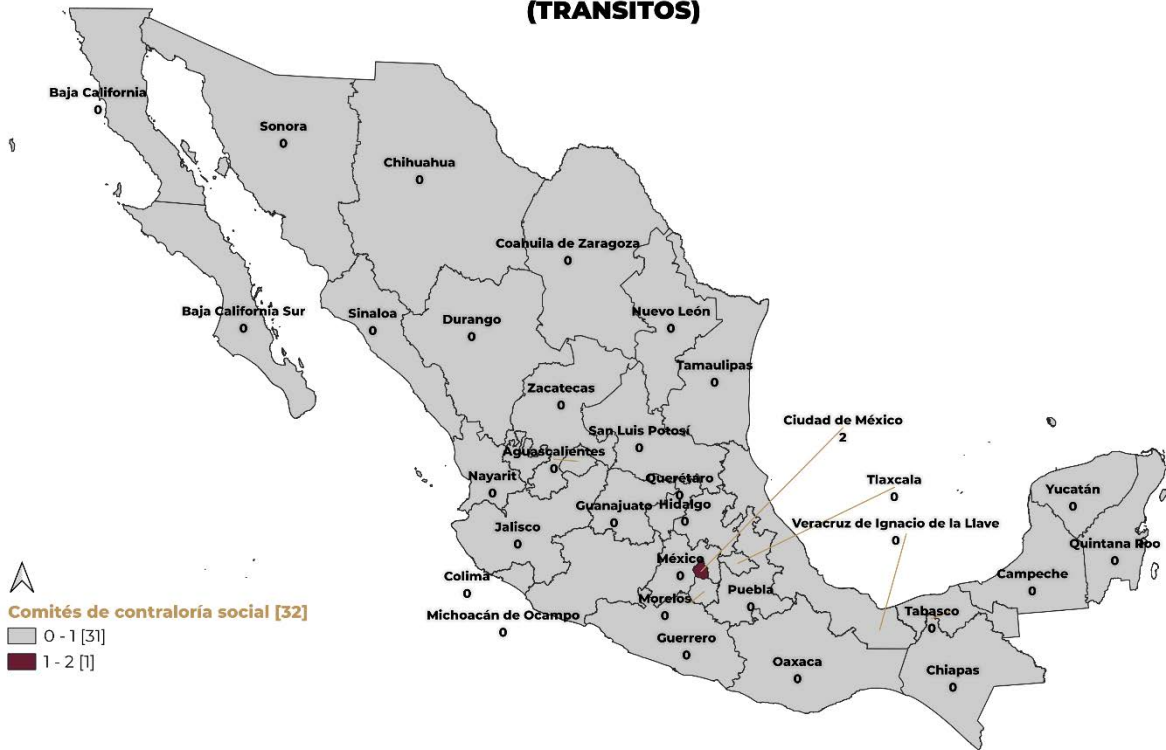 (TRANSITOS)
Baja California
0
Sonora
0
Chihuahua
0
Coahuila de Zaragoza
0
Baja California Sur
0
Sinaloa
0
Durango
0
Nuevo León
0
Tamaulipas
0
Zacatecas
0
San Luis Potosí
0
Ciudad de México
2
Aguascalientes
0
Nayarit
0
Querétaro
0
Tlaxcala
0
Yucatán
0
Guanajuato
0
Hidalgo
0
Jalisco
0
Veracruz de Ignacio de la Llave
0
Quintana Roo
0
México
0
Colima
0
Campeche
0
Puebla
0
Morelos
0
Michoacán de Ocampo
0
Tabasco
0
Guerrero
0
Oaxaca
0
Chiapas
0
Comités de contraloría social [32]
0 - 1 [31]
1 - 2 [1]